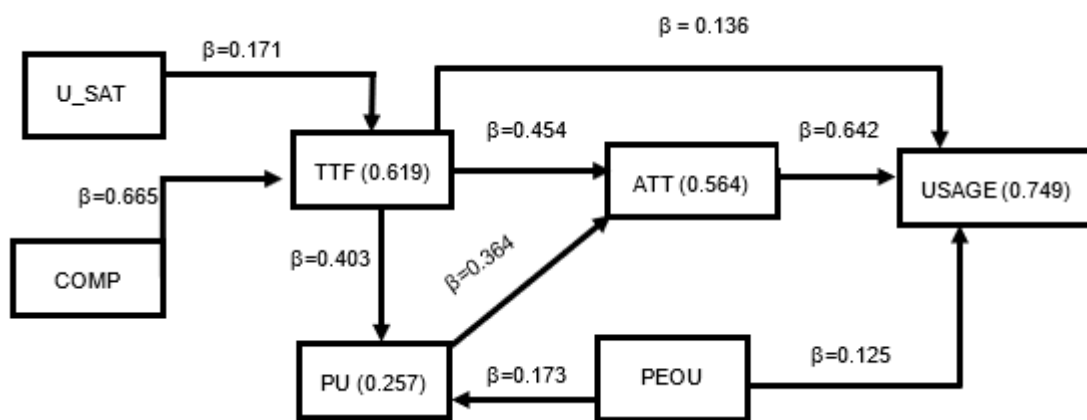 β = 0.136
β=0.171
U_SAT
β=0.454
β=0.642
TTF (0.619)
ATT (0.564)
USAGE (0.749)
β=0.665
COMP
β=0.403
β=0.364
PU (0.257)
β=0.173
PEOU
β=0.125